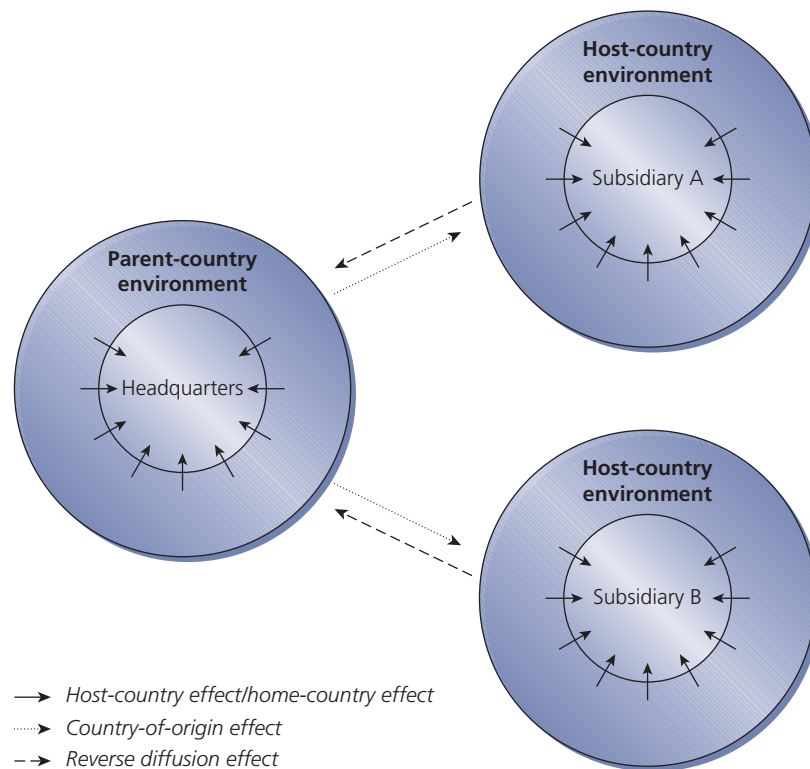 Host-country
environment
Subsidiary A
Parent-country
environment
Headquarters
Host-country
environment
Subsidiary B
Host-country effect/home-country effect
Country-of-origin effect
Reverse diffusion effect